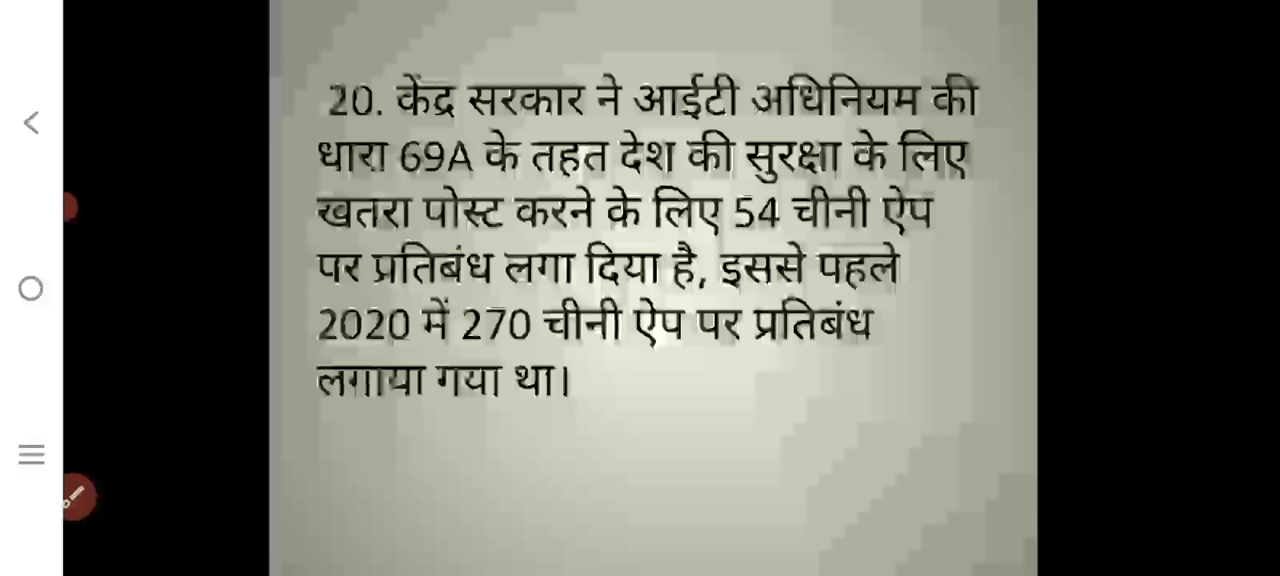 20. केंद्र सरकार ने आईटी अधिनियम की
धारा 69A के तहत देश की सुरक्षा के लिए
खतरा पोस्ट करने के लिए 54 चीनी ऐप
पर प्रतिबंध लगा दिया है, इससे पहले
2020 में 270 चीनी ऐप पर प्रतिबंध
लगाया गया था।